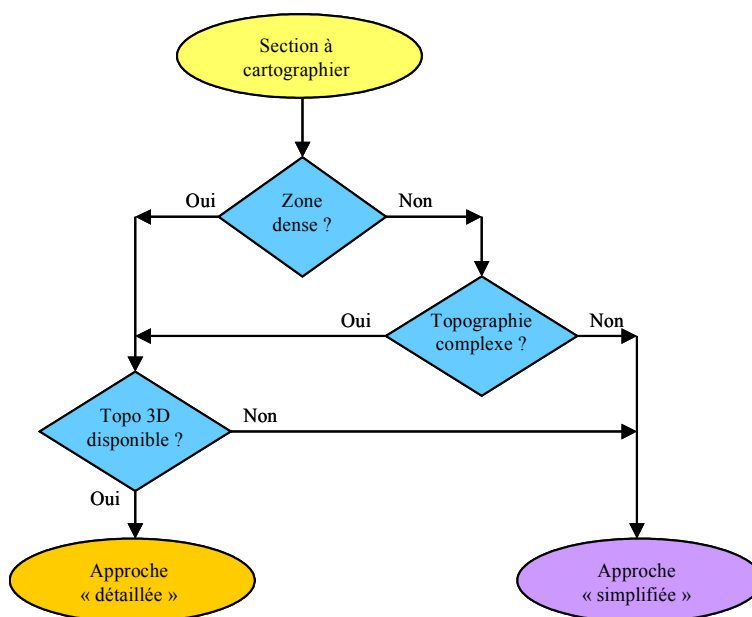 Section à
cartographier
Oui
Zone
dense ?
Non
Oui
Topographie
complexe ?
Non
Topo 3D
disponible ?
Non
Oui
Approche
« détaillée »
Approche
« simplifiée »